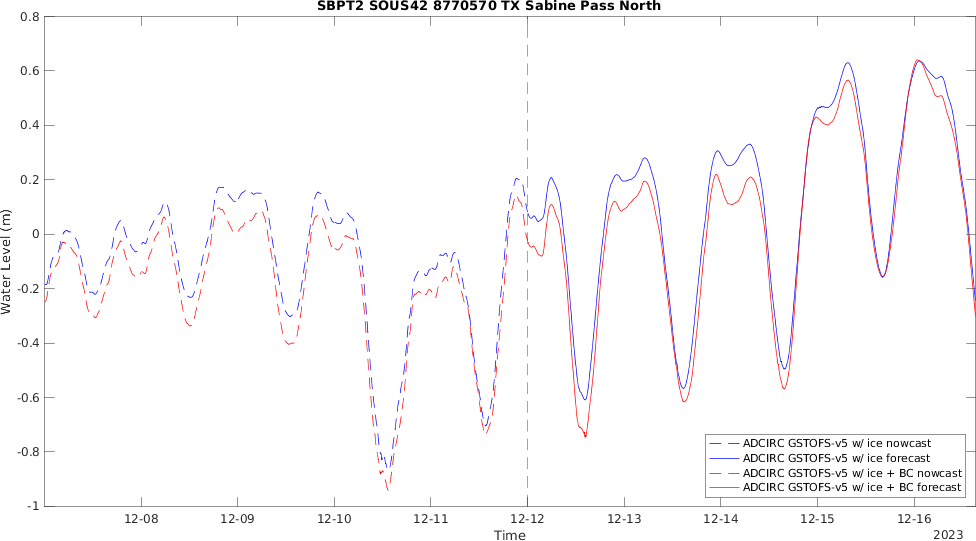 SBPT2 SOUS42 8770570 TX Sabine Pass North
Water Level (m)
0.8
0.6
0.4
0.2
0
-0.2
-0.4
-0.6
-0.8
-1
ADCIRC GSTOFS-v5 w/ ice nowcast
ADCIRC GSTOFS-v5 w/ ice forecast
ADCIRC GSTOFS-v5 w/ ice + BC nowcast
ADCIRC GSTOFS-v5 w/ ice + BC forecast
12-08 12-09 12-10 12-11 12-12 12-13 12-14 12-15 12-16
Time
2023